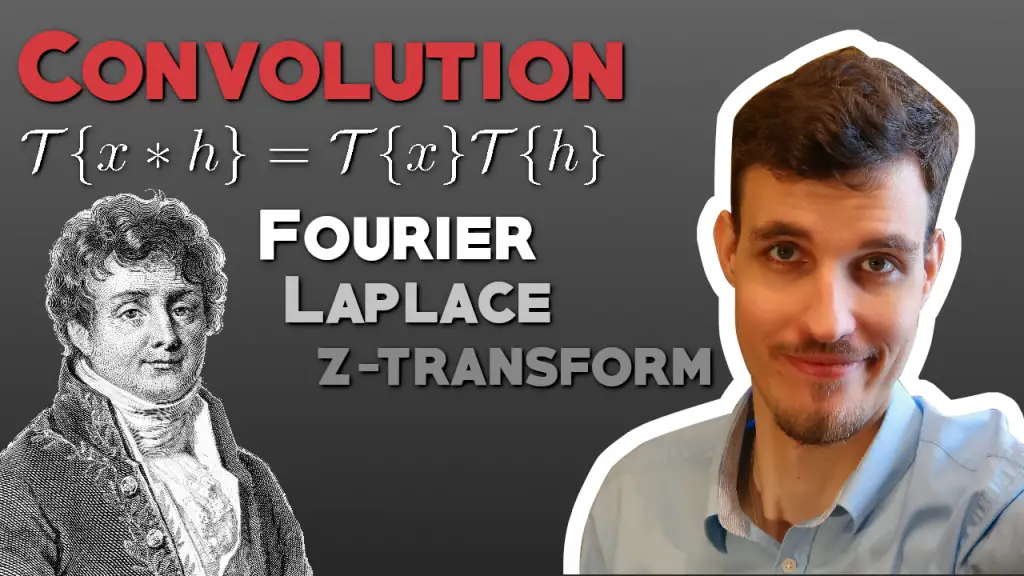 CONVOLUTION
𝒯{x * h} = 𝒯{x}𝒯{h}
FOURIER
LAPLACE
Z-TRANSFORM